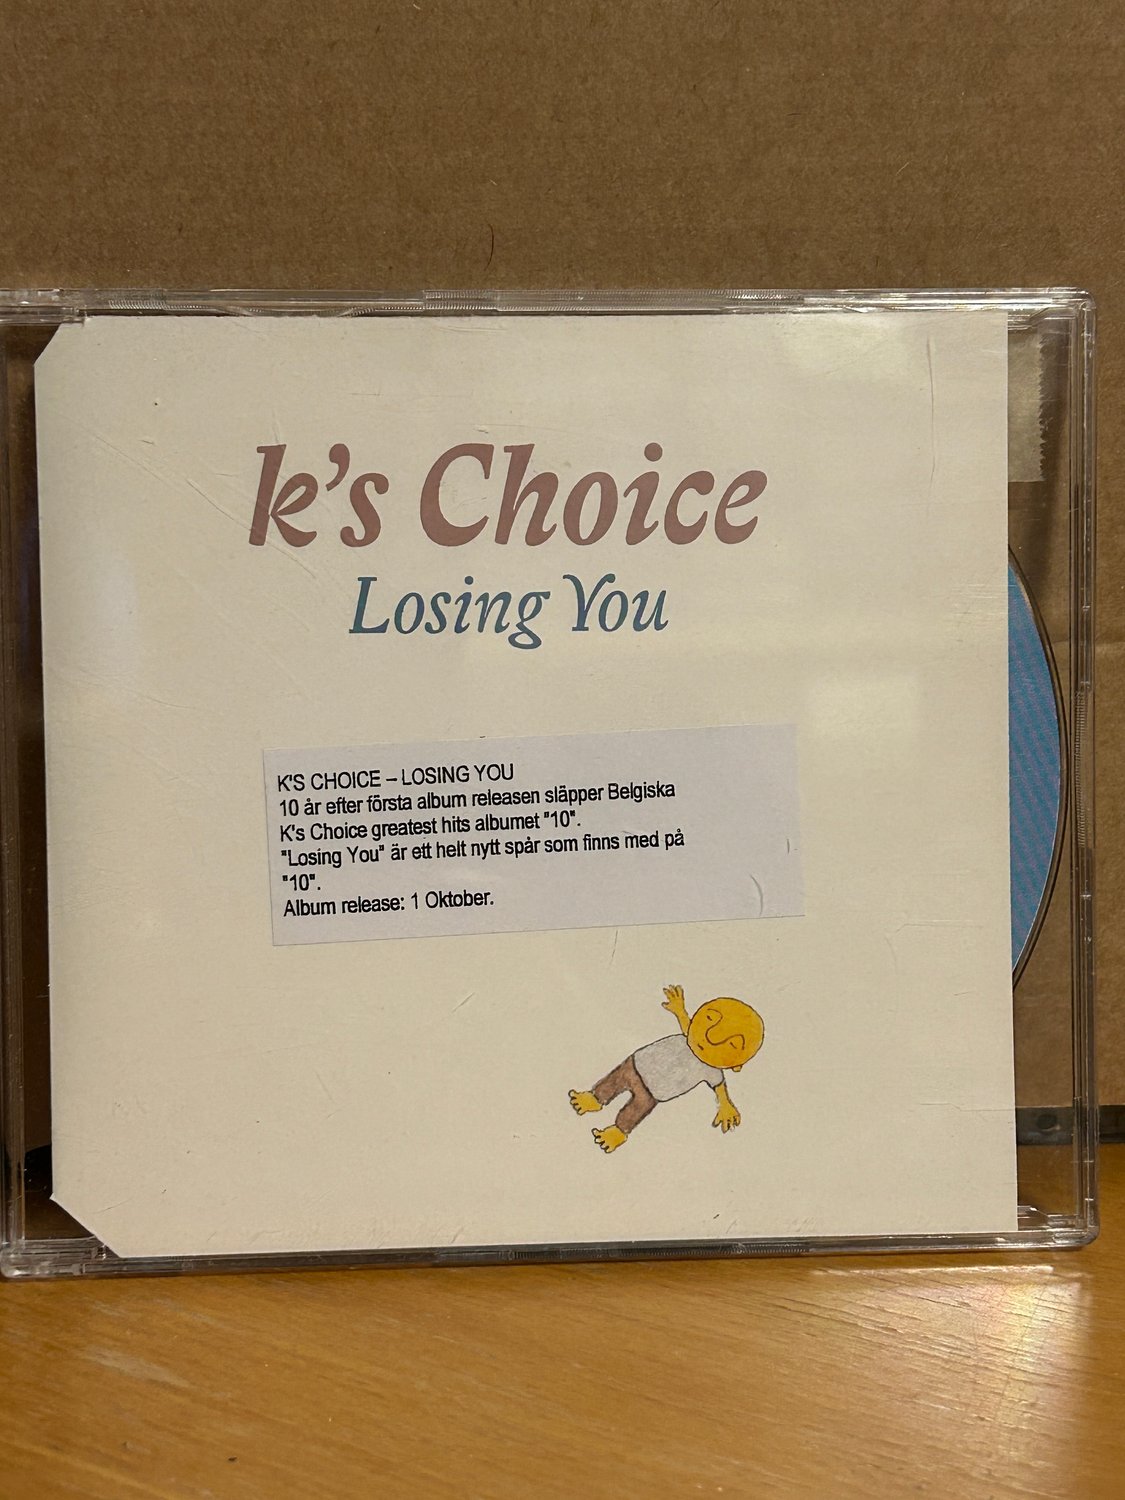 k's Choice
Losing You
K'S CHOICE – LOSING YOU
10 år efter första album releasen släpper Belgiska
K's Choice greatest hits albumet "10".
"Losing You" är ett helt nytt spår som finns med på
"10".
Album release: 1 Oktober.